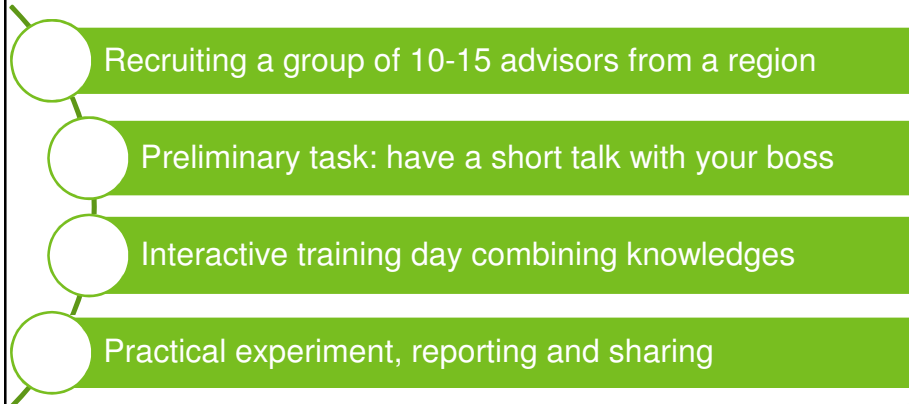 Recruiting a group of 10-15 advisors from a region
Preliminary task: have a short talk with your boss
Interactive training day combining knowledges
Practical experiment, reporting and sharing